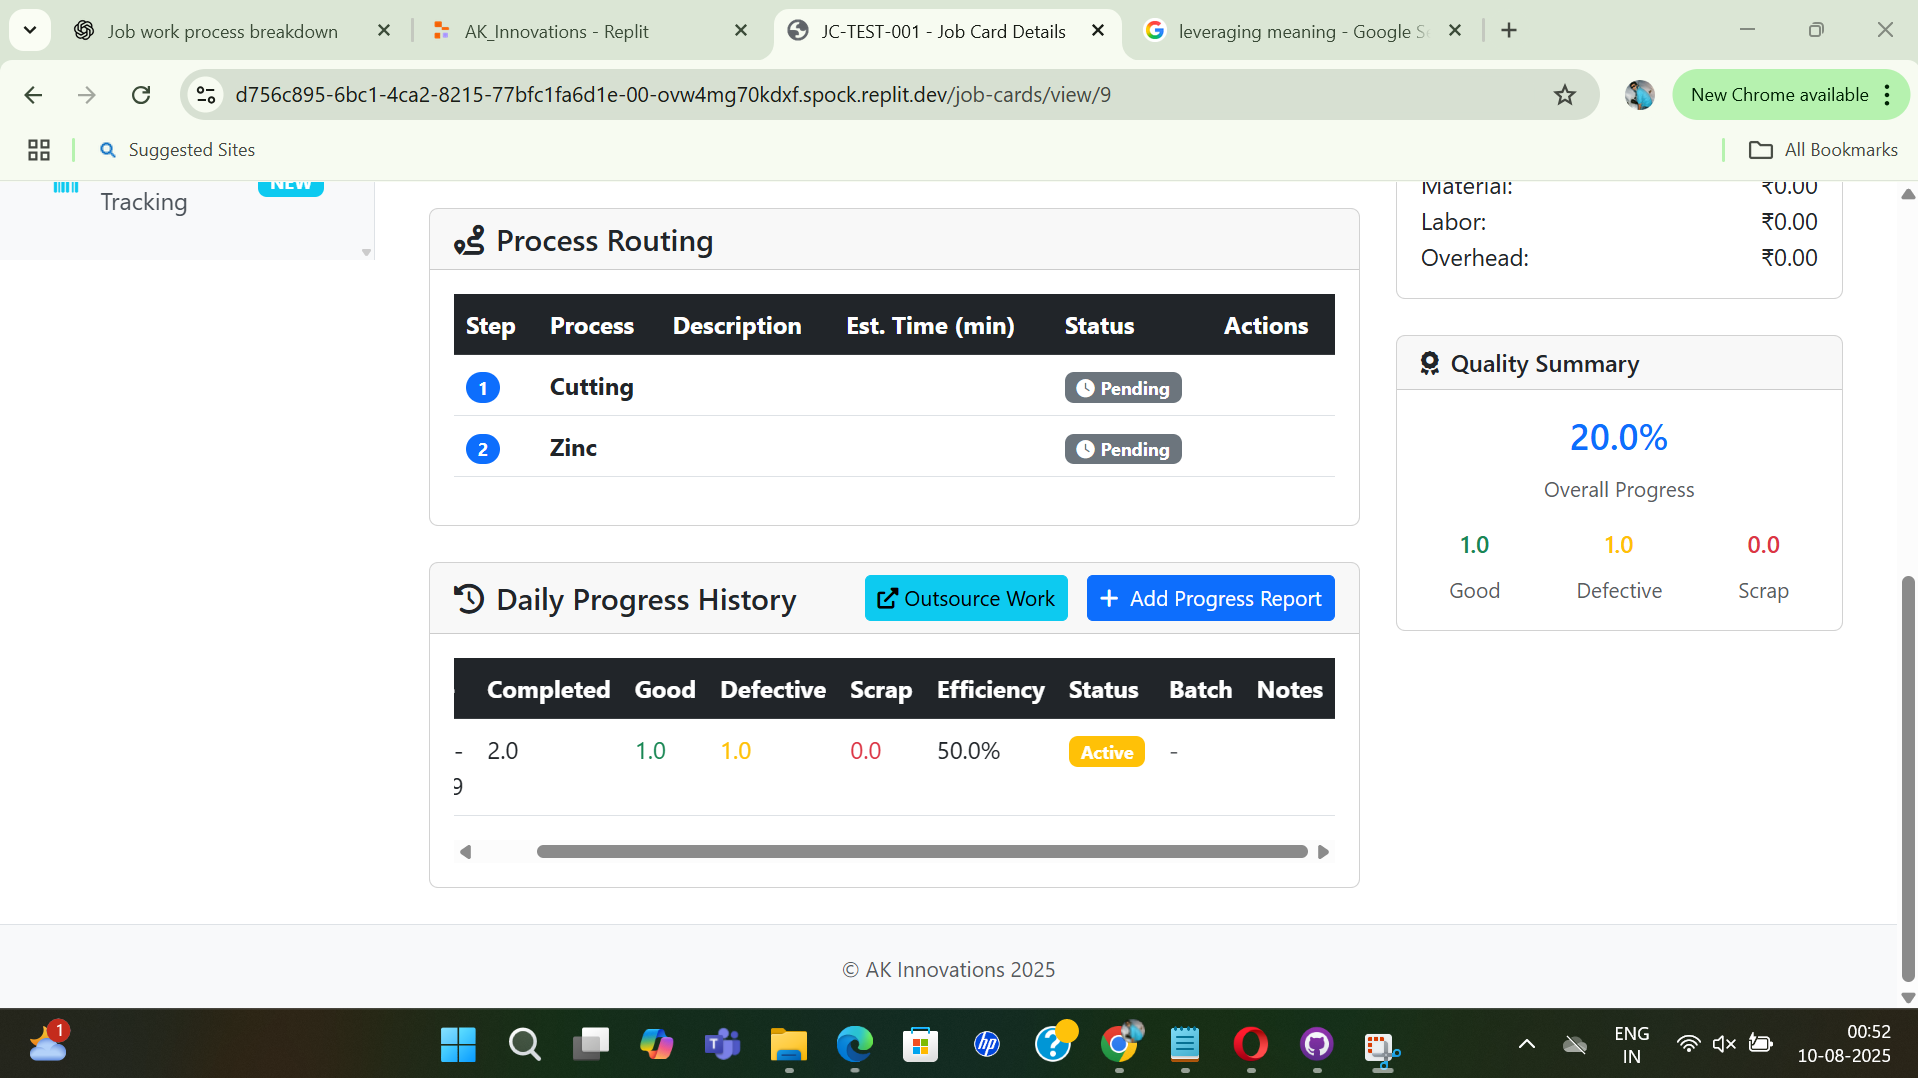 Job work process breakdown
AK_Innovations - Replit
JC-TEST-001 - Job Card Details
leveraging meaning - Google S
d756c895-6bc1-4ca2-8215-77bfc1fa6d1e-00-ovw4mg70kdxf.spock.replit.dev/job-cards/view/9
New Chrome available
Suggested Sites
All Bookmarks
Tracking
NEW
Material: ₹0.00
Labor: ₹0.00
Overhead: ₹0.00
Process Routing
Step Process Description Est. Time (min) Status Actions
1 Cutting Pending
2 Zinc Pending
Quality Summary
20.0%
Overall Progress
1.0 1.0 0.0
Good Defective Scrap
Daily Progress History
Outsource Work
+ Add Progress Report
Completed Good Defective Scrap Efficiency Status Batch Notes
- 2.0 1.0 1.0 0.0 50.0% Active -
9
© AK Innovations 2025
1
hp
ENG
IN
00:52
10-08-2025